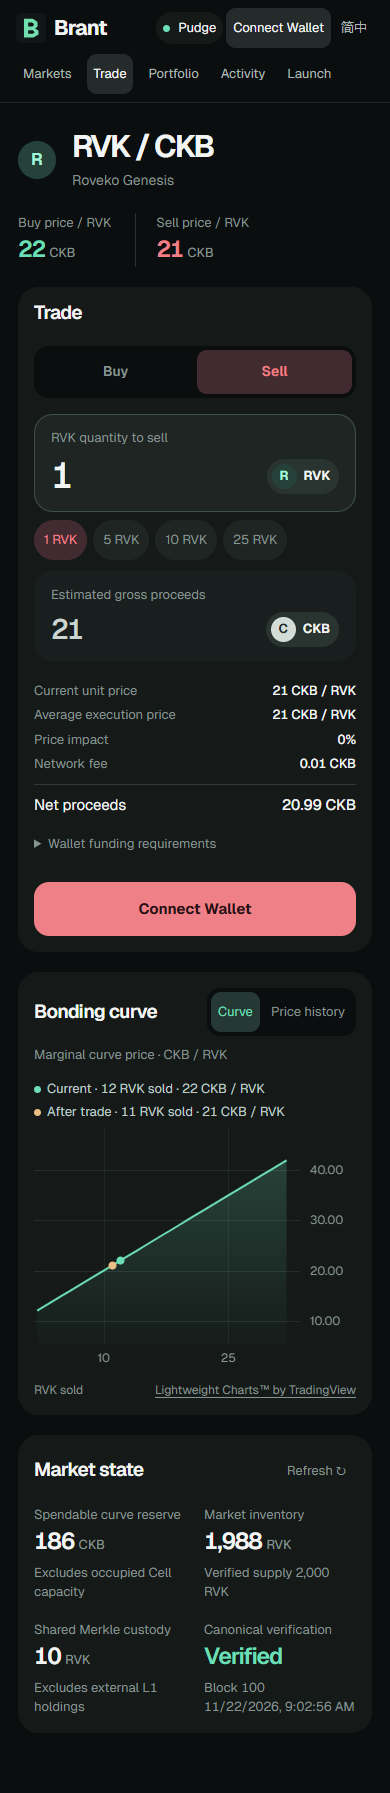 Brant
Pudge
Connect Wallet
简中
Markets
Trade
Portfolio
Activity
Launch
R
RVK / CKB
Roveko Genesis
Buy price / RVK
22 CKB
Sell price / RVK
21 CKB
Trade
Buy
Sell
RVK quantity to sell
1
R RVK
1 RVK
5 RVK
10 RVK
25 RVK
Estimated gross proceeds
21
C CKB
Current unit price
21 CKB / RVK
Average execution price
21 CKB / RVK
Price impact
0%
Network fee
0.01 CKB
Net proceeds
20.99 CKB
▶ Wallet funding requirements
Connect Wallet
Bonding curve
Curve
Price history
Marginal curve price · CKB / RVK
Current · 12 RVK sold · 22 CKB / RVK
After trade · 11 RVK sold · 21 CKB / RVK
40.00
30.00
20.00
10.00
10
25
RVK sold
Lightweight Charts™ by TradingView
Market state
Refresh ↻
Spendable curve reserve
186 CKB
Excludes occupied Cell
capacity
Market inventory
1,988 RVK
Verified supply 2,000
RVK
Shared Merkle custody
10 RVK
Excludes external L1
holdings
Canonical verification
Verified
Block 100
11/22/2026, 9:02:56 AM